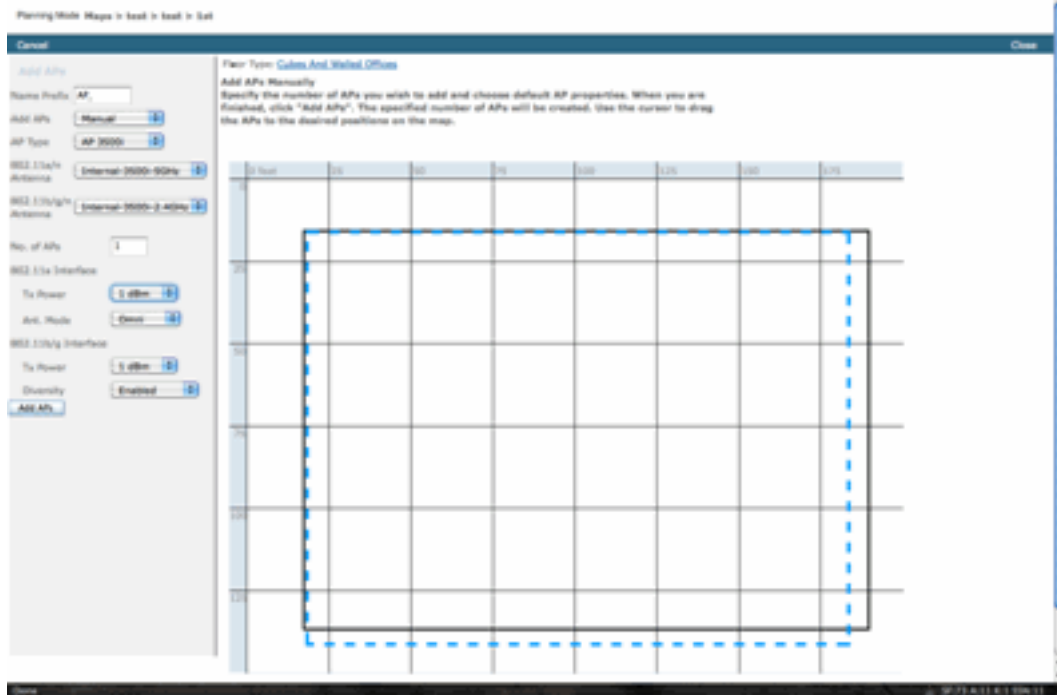 Planning Mode Maps > test > test > 1st
Cancel
Close
Add APs
Name Prefix AP_
Add APs Manual
AP Type AP 3500i
802.11a/n Antenna Internal-3500i-5GHz
802.11b/g/n Antenna Internal-3500i-2.4GHz
No. of APs 1
802.11a Interface
Tx Power 1 dBm
Ant. Mode Omni
802.11b/g Interface
Tx Power 1 dBm
Diversity Enabled
Add APs
Floor Type: Cubes And Walled Offices
Add APs Manually
Specify the number of APs you wish to add and choose default AP properties. When you are
finished, click "Add APs". The specified number of APs will be created. Use the cursor to drag
the APs to the desired positions on the map.
0 feet 25 50 75 100 125 150 175
0
25
50
75
100
125
Done